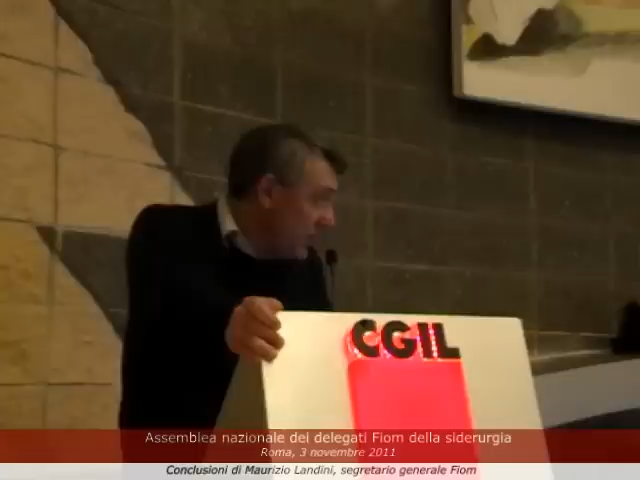 CGIL
Assemblea nazionale dei delegati Fiom della siderurgia
Roma, 3 novembre 2011
Conclusioni di Maurizio Landini, segretario generale Fiom